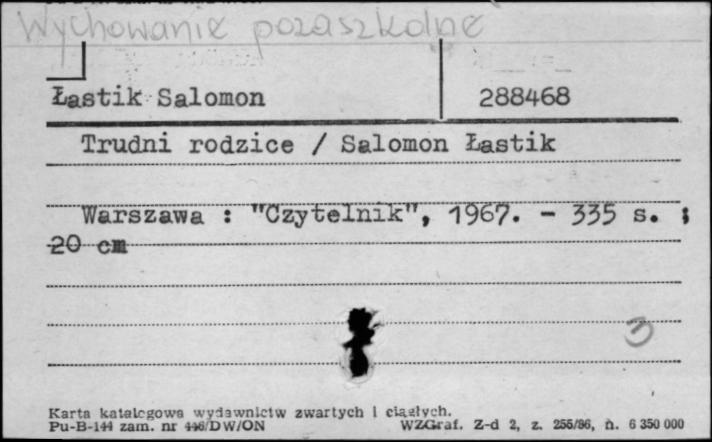 Wychowanie pozaszkolne
Łastik Salomon 288468
Trudni rodzice / Salomon Łastik
Warszawa : "Czytelnik", 1967. - 335 s. ;
20 cm
3
Karta katalogowa wydawnictw zwartych i ciągłych.
Pu-B-144 zam. nr 446/DW/ON WZGraf. Z-d 2, z. 255/86, n. 6 350 000